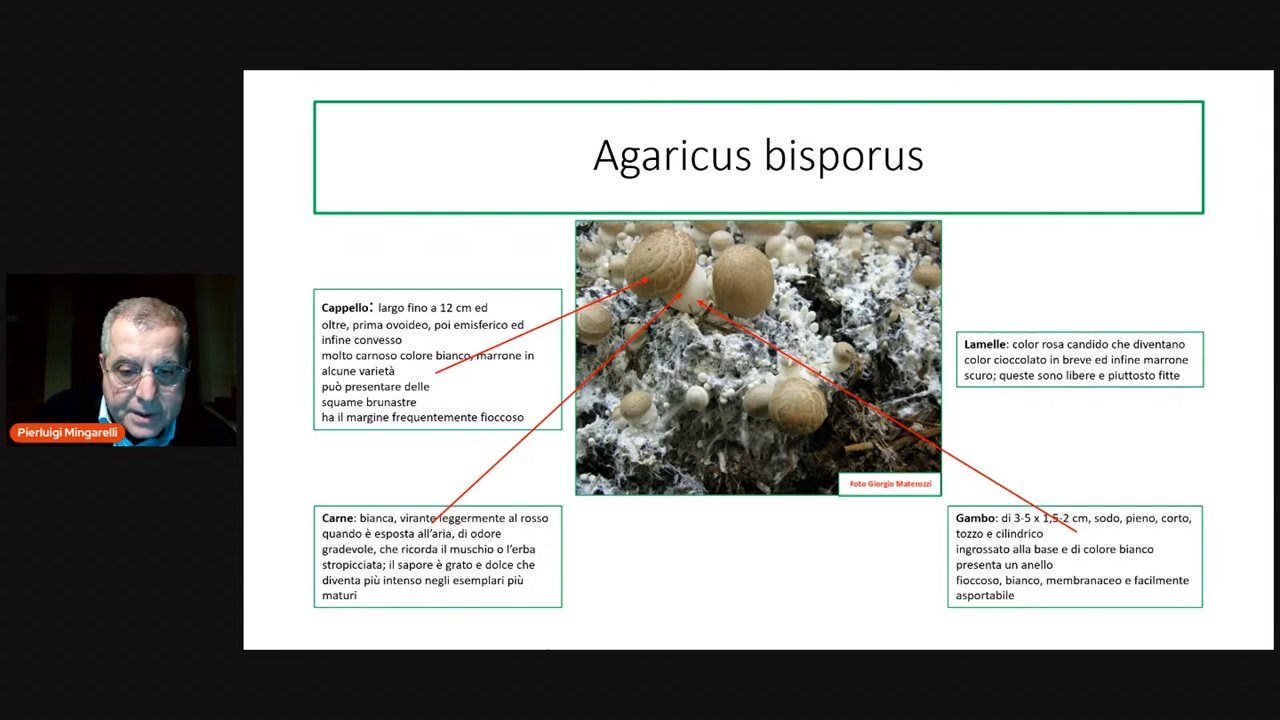 Agaricus bisporus
Cappello: largo fino a 12 cm ed
oltre, prima ovoideo, poi emisferico ed
infine convesso
molto carnoso colore bianco, marrone in
alcune varietà
può presentare delle
squame brunastre
ha il margine frequentemente fioccoso
Lamelle: color rosa candido che diventano
color cioccolato in breve ed infine marrone
scuro; queste sono libere e piuttosto fitte
Pierluigi Mingarelli
Foto Giorgio Materozzi
Carne: bianca, virante leggermente al rosso
quando è esposta all'aria, di odore
gradevole, che ricorda il muschio o l'erba
stropicciata; il sapore è grato e dolce che
diventa più intenso negli esemplari più
maturi
Gambo: di 3-5 x 1,5-2 cm, sodo, pieno, corto,
tozzo e cilindrico
ingrossato alla base e di colore bianco
presenta un anello
fioccoso, bianco, membranaceo e facilmente
asportabile